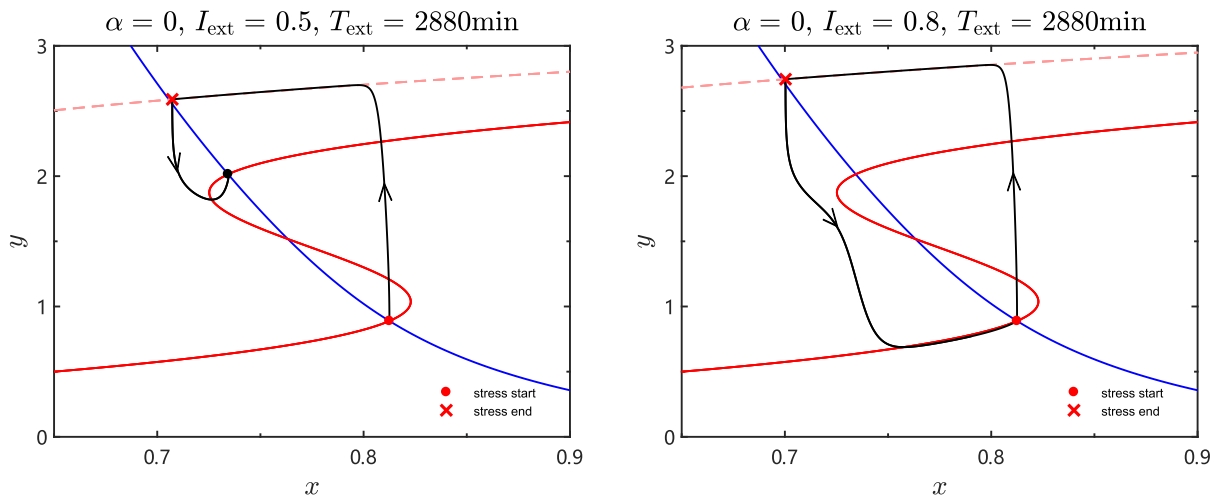 α = 0, I_ext = 0.5, T_ext = 2880min
3
2
1
0
y
0.7
0.8
0.9
x
stress start
stress end
α = 0, I_ext = 0.8, T_ext = 2880min
3
2
1
0
y
0.7
0.8
0.9
x
stress start
stress end